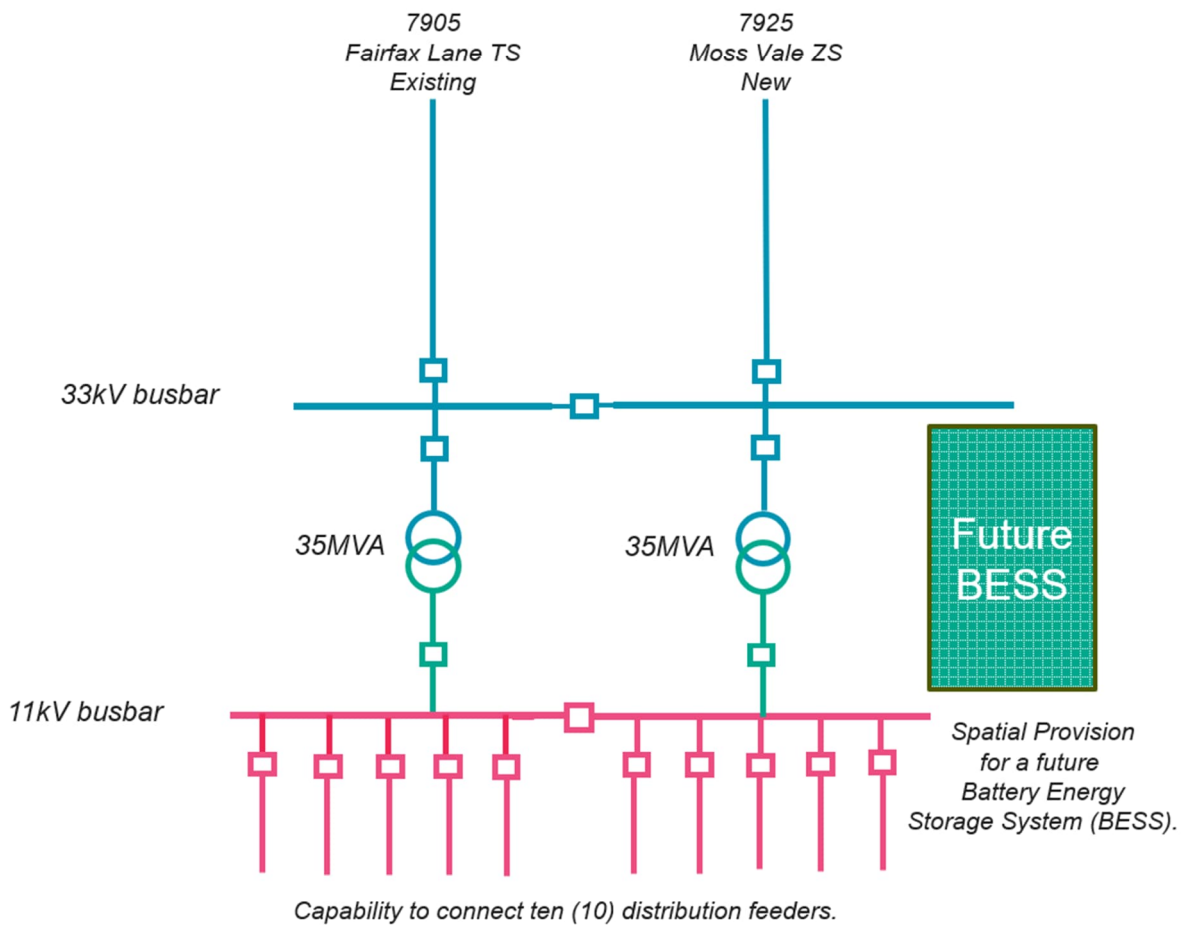 7905
Fairfax Lane TS
Existing
7925
Moss Vale ZS
New
33kV busbar
35MVA
35MVA
Future
BESS
11kV busbar
Spatial Provision
for a future
Battery Energy
Storage System (BESS).
Capability to connect ten (10) distribution feeders.